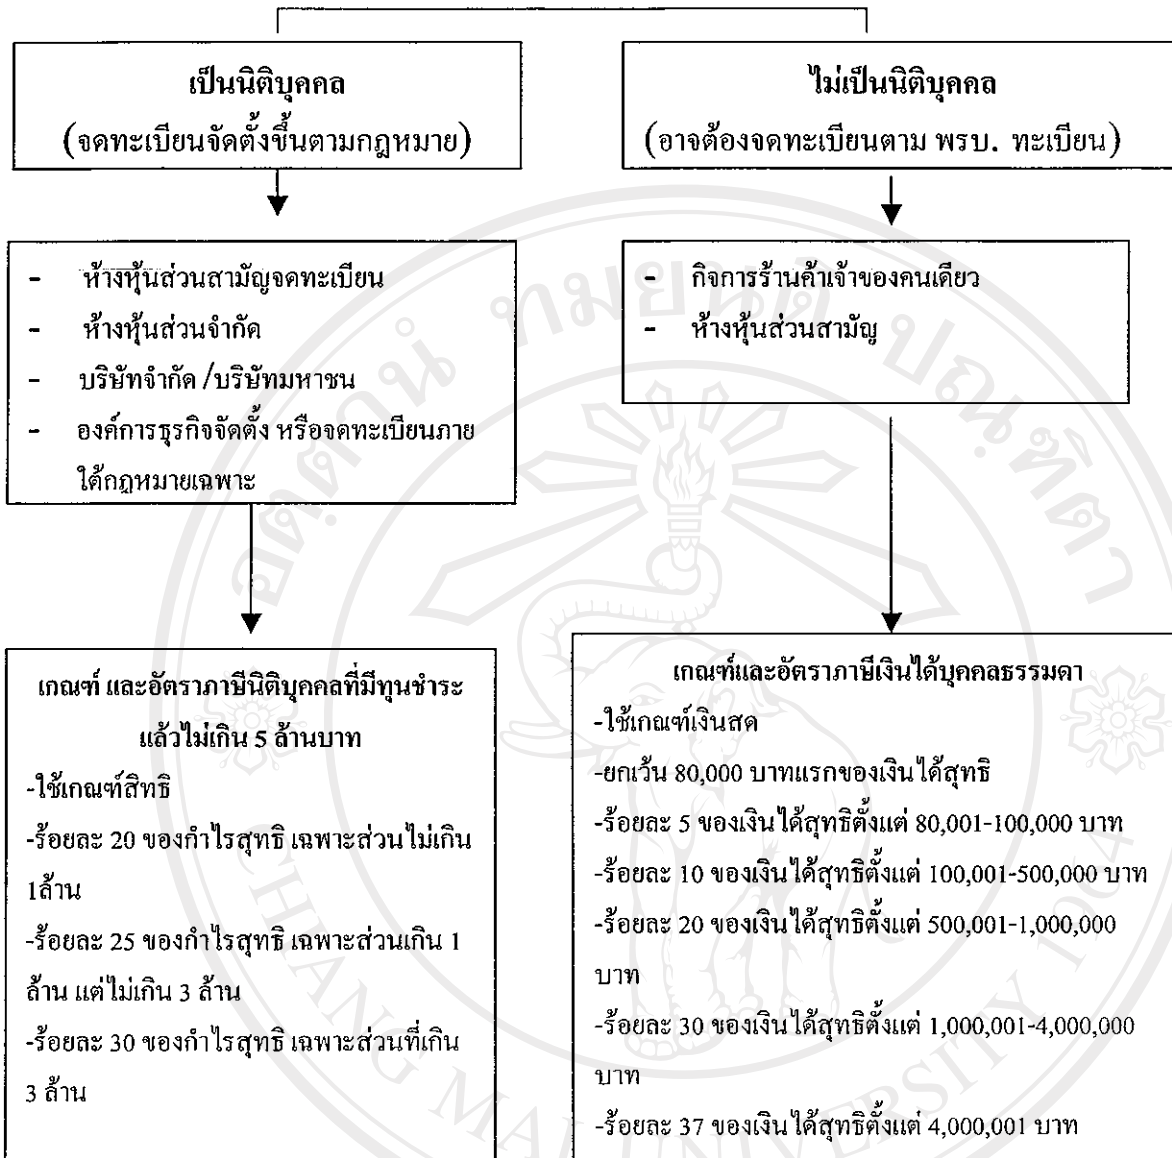 เป็นนิติบุคคล
(จดทะเบียนจัดตั้งขึ้นตามกฎหมาย)
ไม่เป็นนิติบุคคล
(อาจต้องจดทะเบียนตาม พรบ. ทะเบียน)
- ห้างหุ้นส่วนสามัญจดทะเบียน
- ห้างหุ้นส่วนจำกัด
- บริษัทจำกัด /บริษัทมหาชน
- องค์การธุรกิจจัดตั้ง หรือจดทะเบียนภาย
ใต้กฎหมายเฉพาะ
- กิจการร้านค้าเจ้าของคนเดียว
- ห้างหุ้นส่วนสามัญ
เกณฑ์ และอัตราภาษีนิติบุคคลที่มีทุนชำระ
แล้วไม่เกิน 5 ล้านบาท
-ใช้เกณฑ์สิทธิ
-ร้อยละ 20 ของกำไรสุทธิ เฉพาะส่วนไม่เกิน
1ล้าน
-ร้อยละ 25 ของกำไรสุทธิ เฉพาะส่วนเกิน 1
ล้าน แต่ไม่เกิน 3 ล้าน
-ร้อยละ 30 ของกำไรสุทธิ เฉพาะส่วนที่เกิน
3 ล้าน
เกณฑ์และอัตราภาษีเงินได้บุคคลธรรมดา
-ใช้เกณฑ์เงินสด
-ยกเว้น 80,000 บาทแรกของเงินได้สุทธิ
-ร้อยละ 5 ของเงินได้สุทธิตั้งแต่ 80,001-100,000 บาท
-ร้อยละ 10 ของเงินได้สุทธิตั้งแต่ 100,001-500,000 บาท
-ร้อยละ 20 ของเงินได้สุทธิตั้งแต่ 500,001-1,000,000
บาท
-ร้อยละ 30 ของเงินได้สุทธิตั้งแต่ 1,000,001-4,000,000
บาท
-ร้อยละ 37 ของเงินได้สุทธิตั้งแต่ 4,000,001 บาท
อตฺตานํ ทมยนฺติ ปณฺฑิตา
CHIANG MAI UNIVERSITY 1964